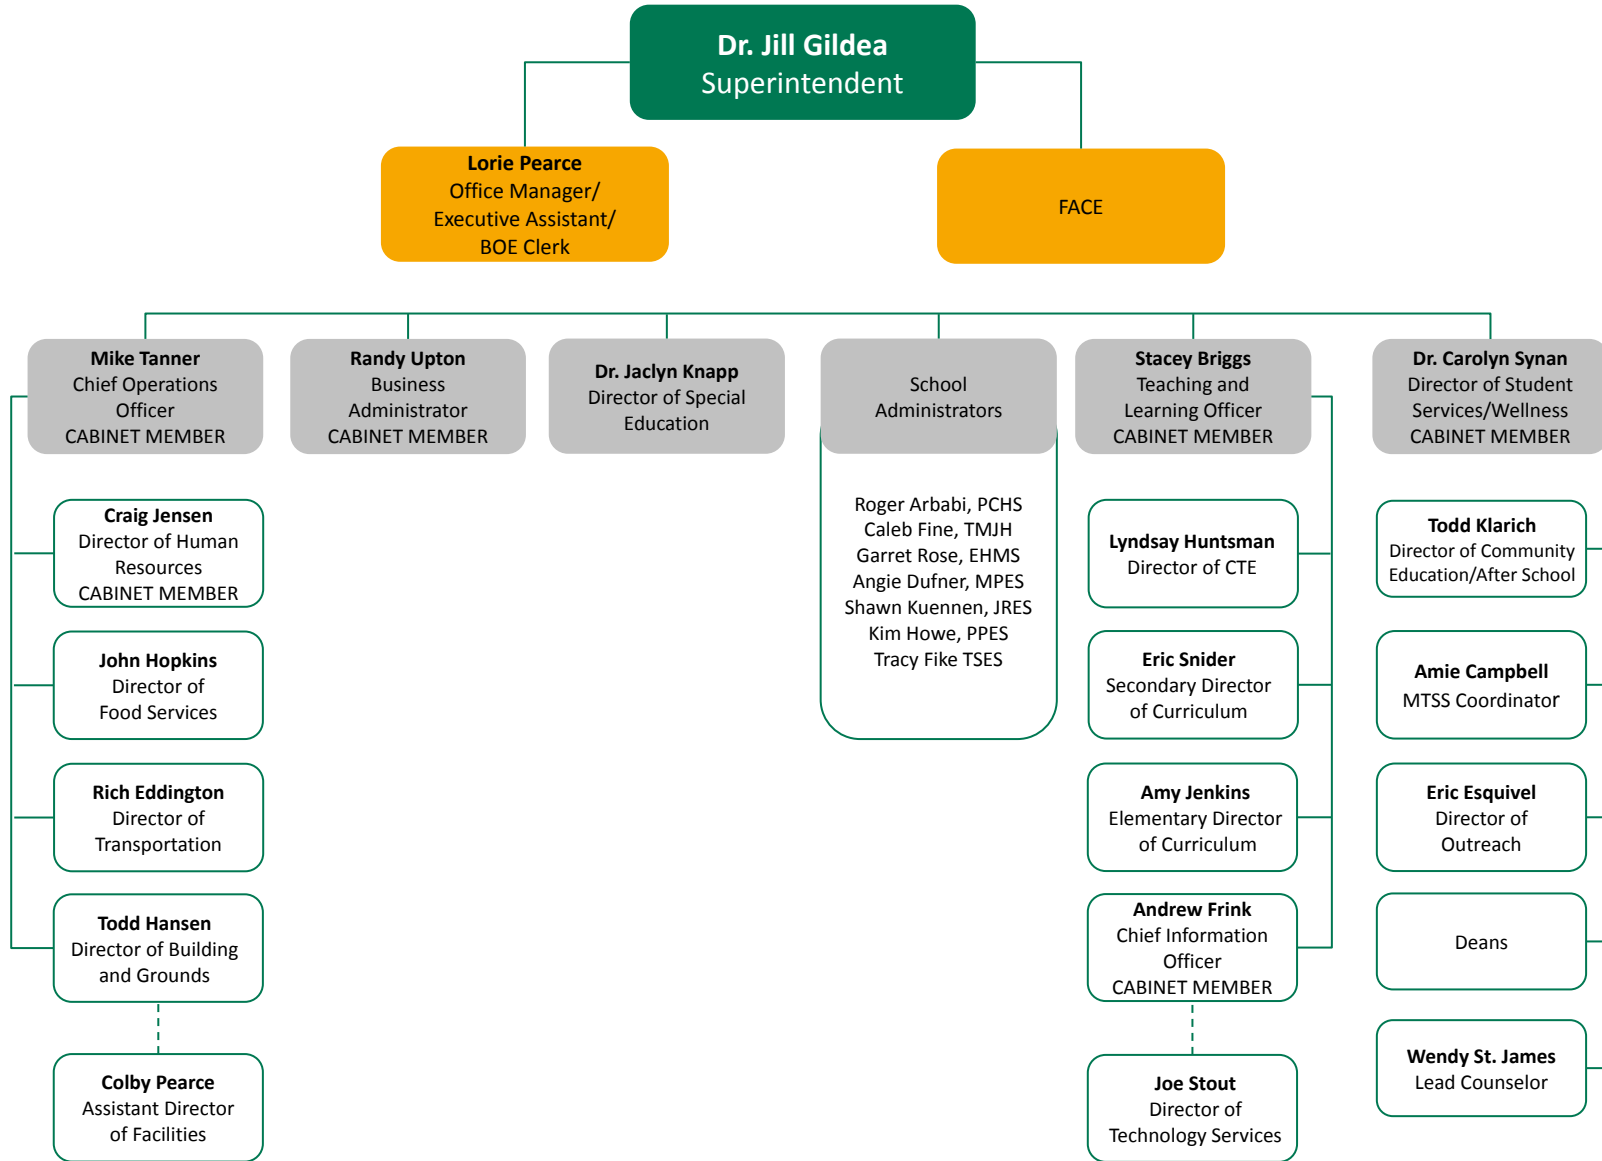 Dr. Jill Gildea
Superintendent
Lorie Pearce
Office Manager/
Executive Assistant/
BOE Clerk
FACE
Mike Tanner
Chief Operations
Officer
CABINET MEMBER
Randy Upton
Business
Administrator
CABINET MEMBER
Dr. Jaclyn Knapp
Director of Special
Education
School
Administrators
Stacey Briggs
Teaching and
Learning Officer
CABINET MEMBER
Dr. Carolyn Synan
Director of Student
Services/Wellness
CABINET MEMBER
Craig Jensen
Director of Human
Resources
CABINET MEMBER
John Hopkins
Director of
Food Services
Rich Eddington
Director of
Transportation
Todd Hansen
Director of Building
and Grounds
Colby Pearce
Assistant Director
of Facilities
Roger Arbabi, PCHS
Caleb Fine, TMJH
Garret Rose, EHMS
Angie Dufner, MPES
Shawn Kuennen, JRES
Kim Howe, PPES
Tracy Fike TSES
Lyndsay Huntsman
Director of CTE
Eric Snider
Secondary Director
of Curriculum
Amy Jenkins
Elementary Director
of Curriculum
Andrew Frink
Chief Information
Officer
CABINET MEMBER
Joe Stout
Director of
Technology Services
Todd Klarich
Director of Community
Education/After School
Amie Campbell
MTSS Coordinator
Eric Esquivel
Director of
Outreach
Deans
Wendy St. James
Lead Counselor